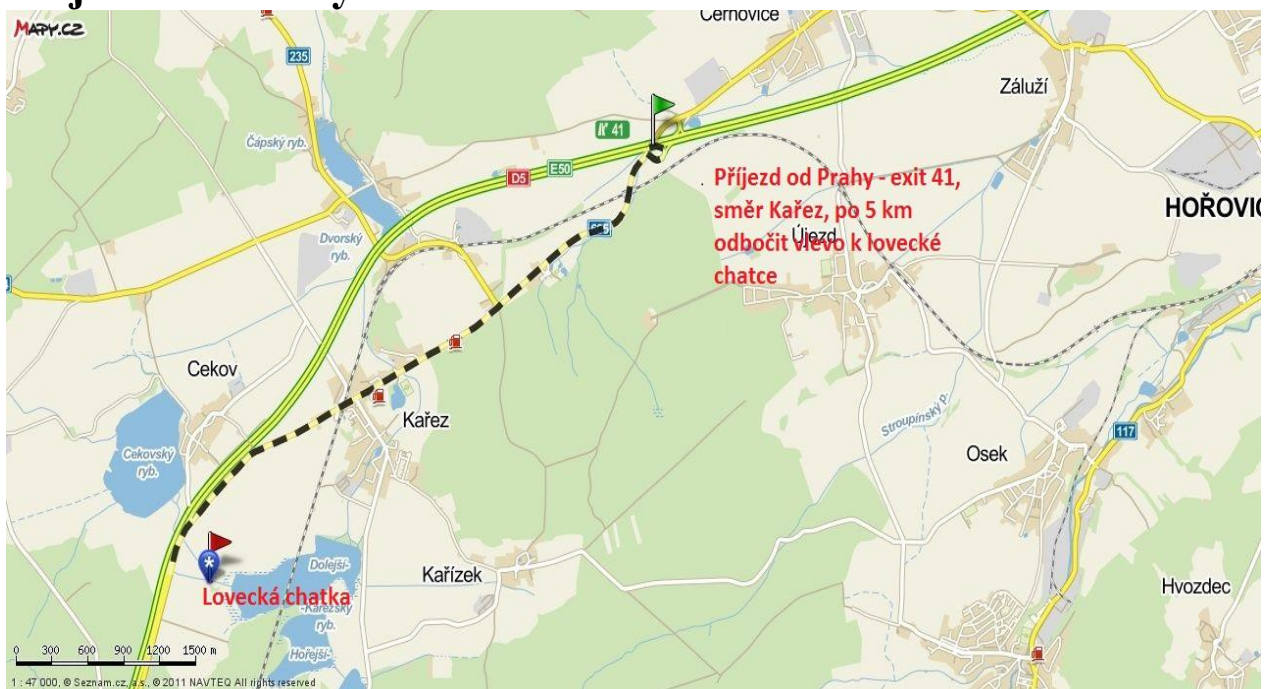 MAPY.CZ
Černovice
235
Záluží
41
Čápský ryb.
E50
D5
Příjezd od Prahy - exit 41,
směr Kařez, po 5 km
odbočit vlevo k lovecké
chatce
HOŘOVIC
Dvorský
ryb.
Újezd
Cekov
Kařez
Stroupínský p.
117
Cekovský
ryb.
Osek
Dolejší-
-Kařezský
ryb.
Hořejší-
Kařízek
Lovecká chatka
Hvozdec
0 300 600 900 1200 1500 m
1 : 47 000, © Seznam.cz, a.s., © 2011 NAVTEQ All rights reserved